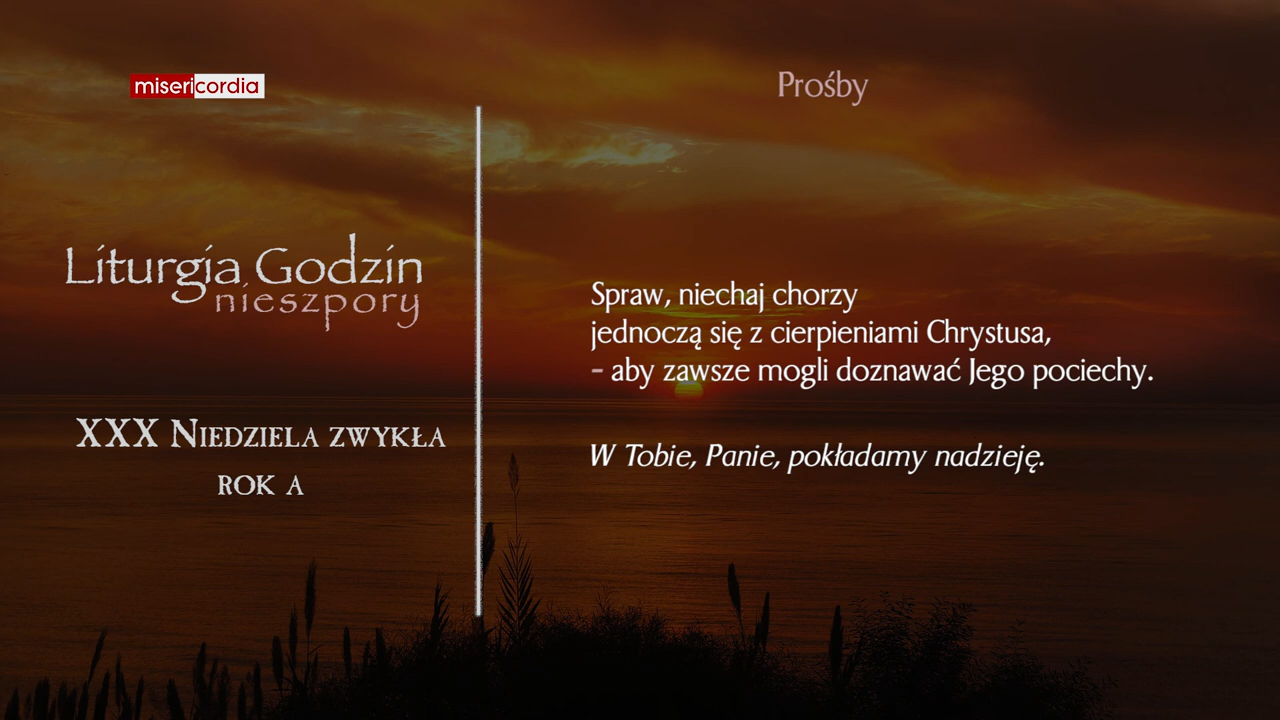 misericordia
Liturgia Godzin
nieszpory
XXX Niedziela zwykła
rok A
Prośby
Spraw, niechaj chorzy
jednoczą się z cierpieniami Chrystusa,
- aby zawsze mogli doznawać Jego pociechy.
W Tobie, Panie, pokładamy nadzieję.